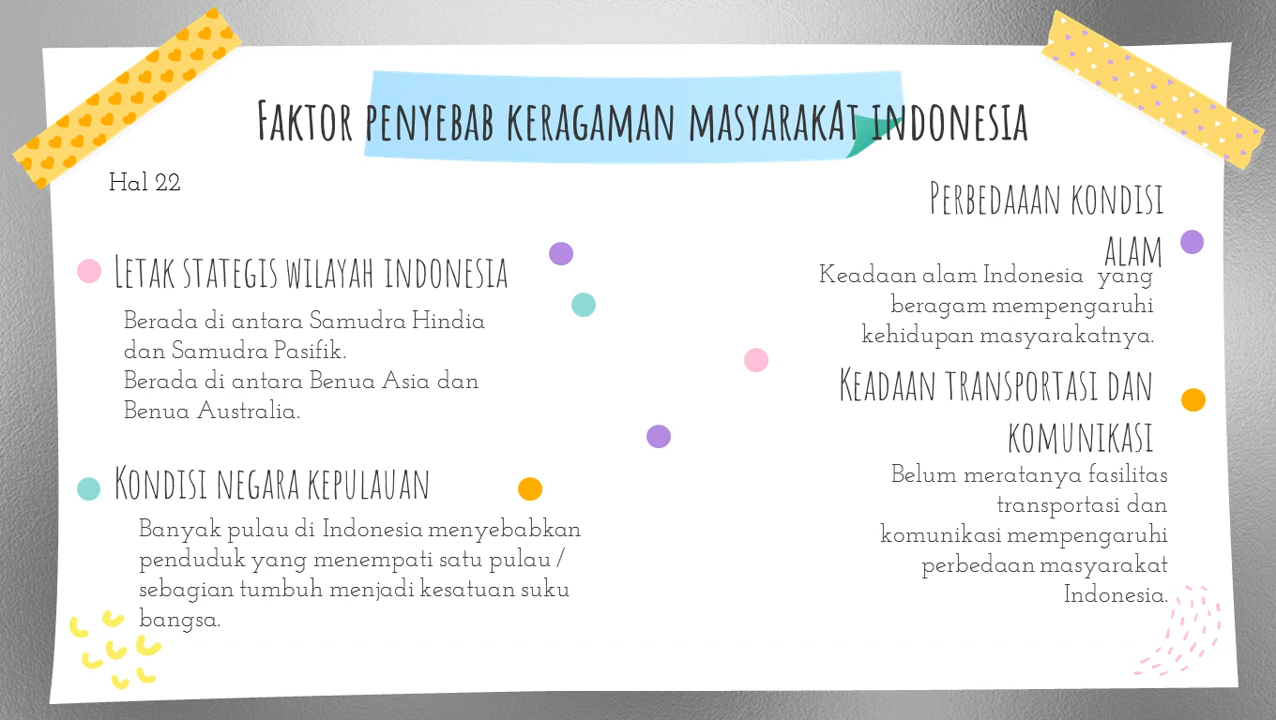 Faktor penyebab keragaman masyarakat Indonesia
Hal 22
Letak stategis wilayah Indonesia
Berada di antara Samudra Hindia
dan Samudra Pasifik.
Berada di antara Benua Asia dan
Benua Australia.
Kondisi negara kepulauan
Banyak pulau di Indonesia menyebabkan
penduduk yang menempati satu pulau /
sebagian tumbuh menjadi kesatuan suku
bangsa.
Perbedaaan kondisi
alam
Keadaan alam Indonesia yang
beragam mempengaruhi
kehidupan masyarakatnya.
Keadaan transportasi dan
komunikasi
Belum meratanya fasilitas
transportasi dan
komunikasi mempengaruhi
perbedaan masyarakat
Indonesia.